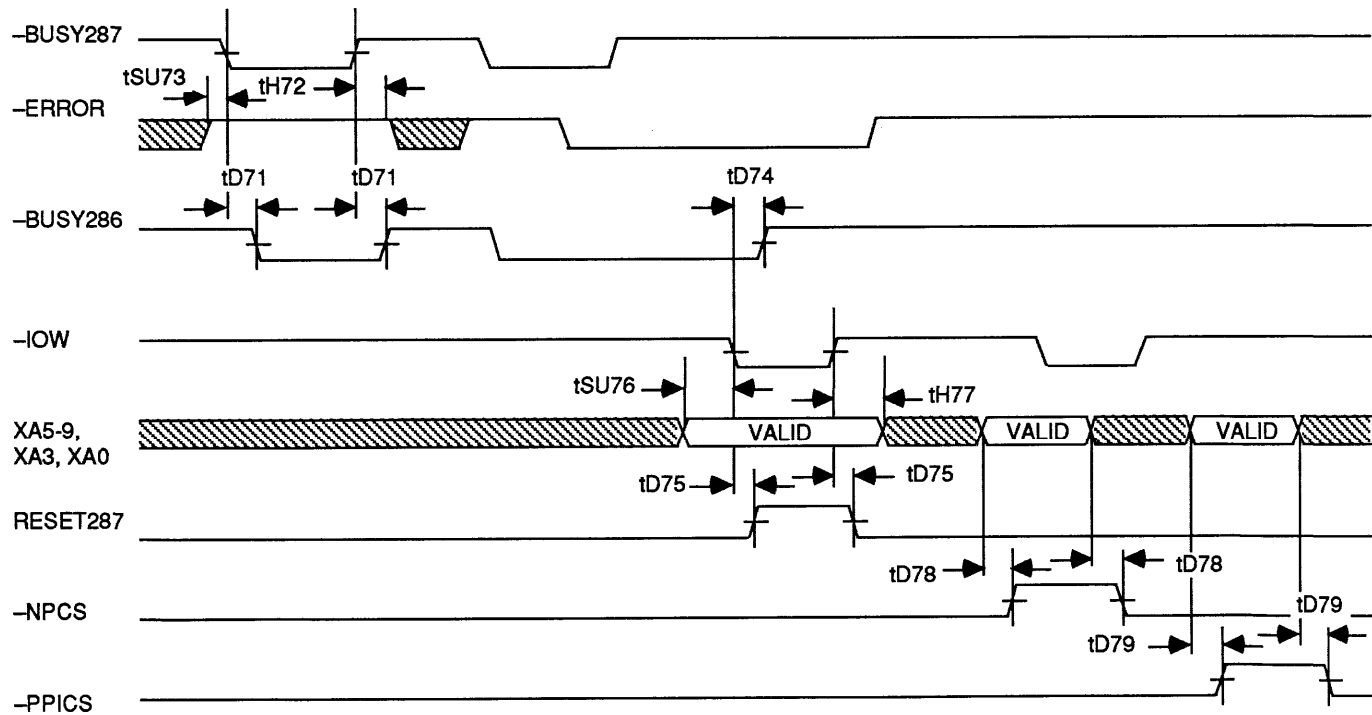 –BUSY287
tSU73
tH72
–ERROR
tD71
tD71
tD74
–BUSY286
–IOW
tSU76
tH77
XA5-9,
XA3, XA0
VALID
VALID
VALID
tD75
tD75
RESET287
tD78
tD78
–NPCS
tD79
tD79
–PPICS